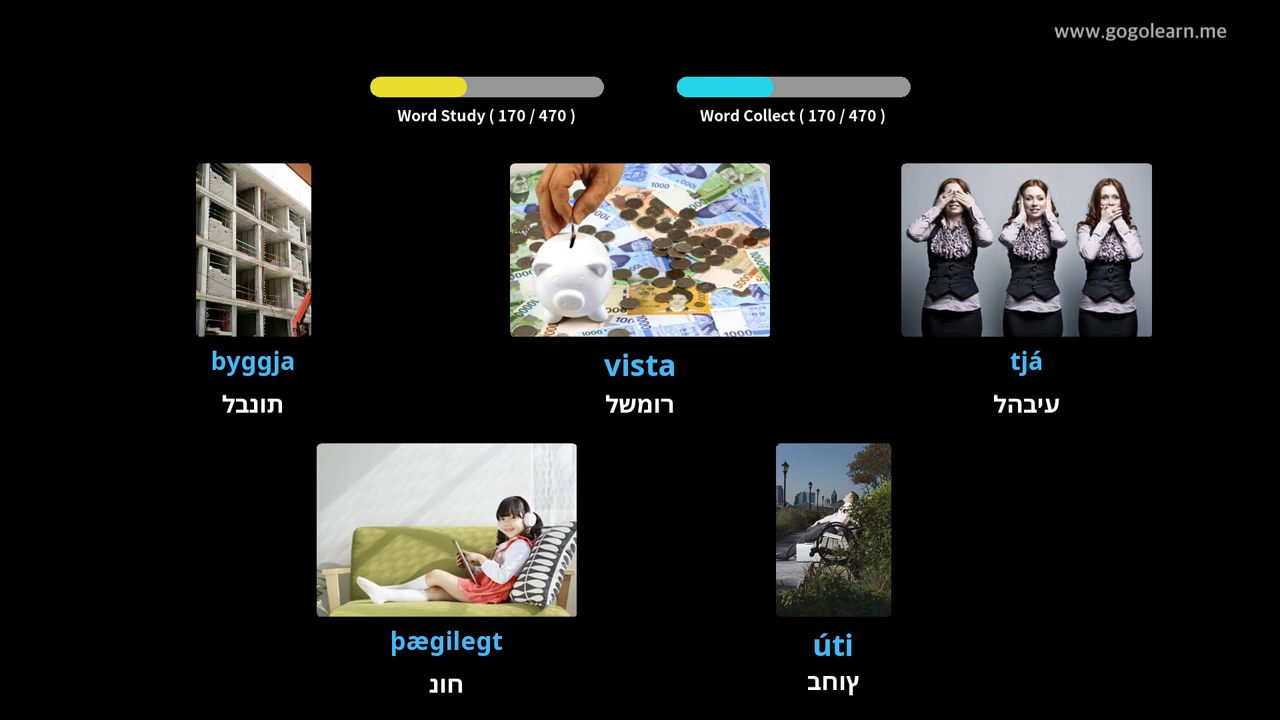 www.gogolearn.me
Word Study ( 170 / 470 )
Word Collect ( 170 / 470 )
byggja
תונבל
vista
רומשל
tjá
עיבהל
þægilegt
חונ
úti
ץוחב